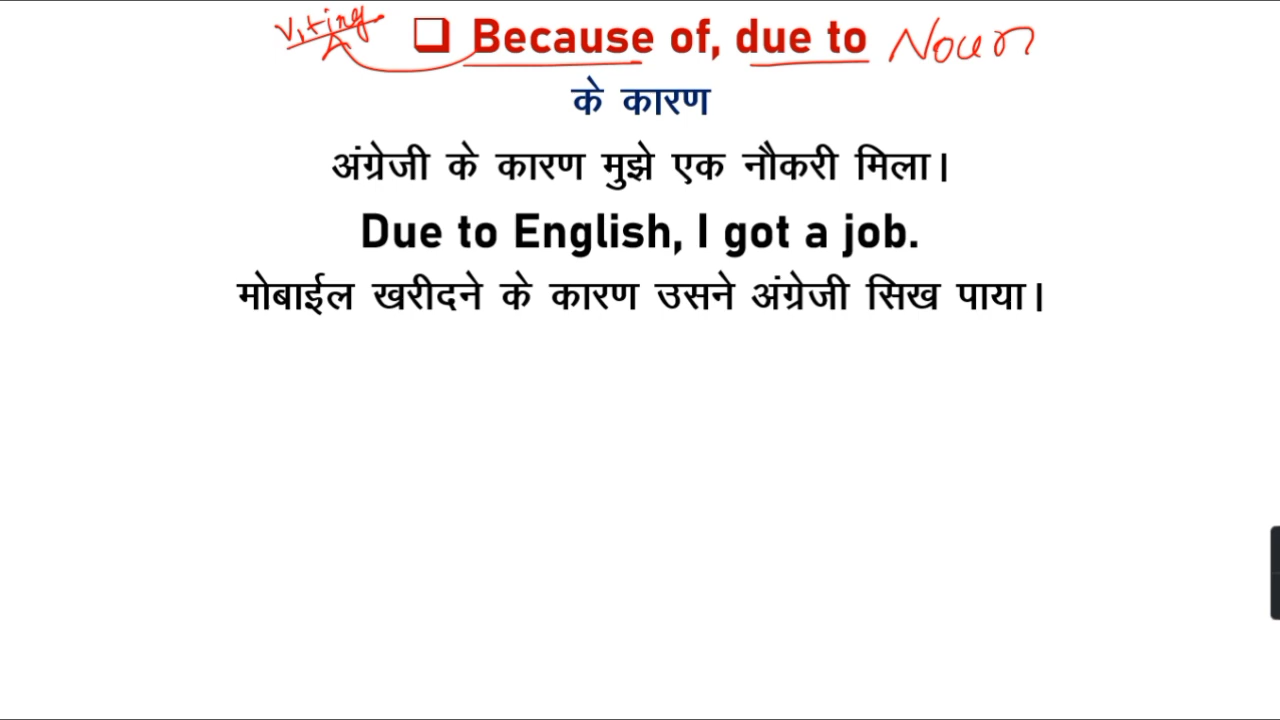 V1+ing ❑ Because of, due to Noun
के कारण
अंग्रेजी के कारण मुझे एक नौकरी मिला।
Due to English, I got a job.
मोबाईल खरीदने के कारण उसने अंग्रेजी सिख पाया।